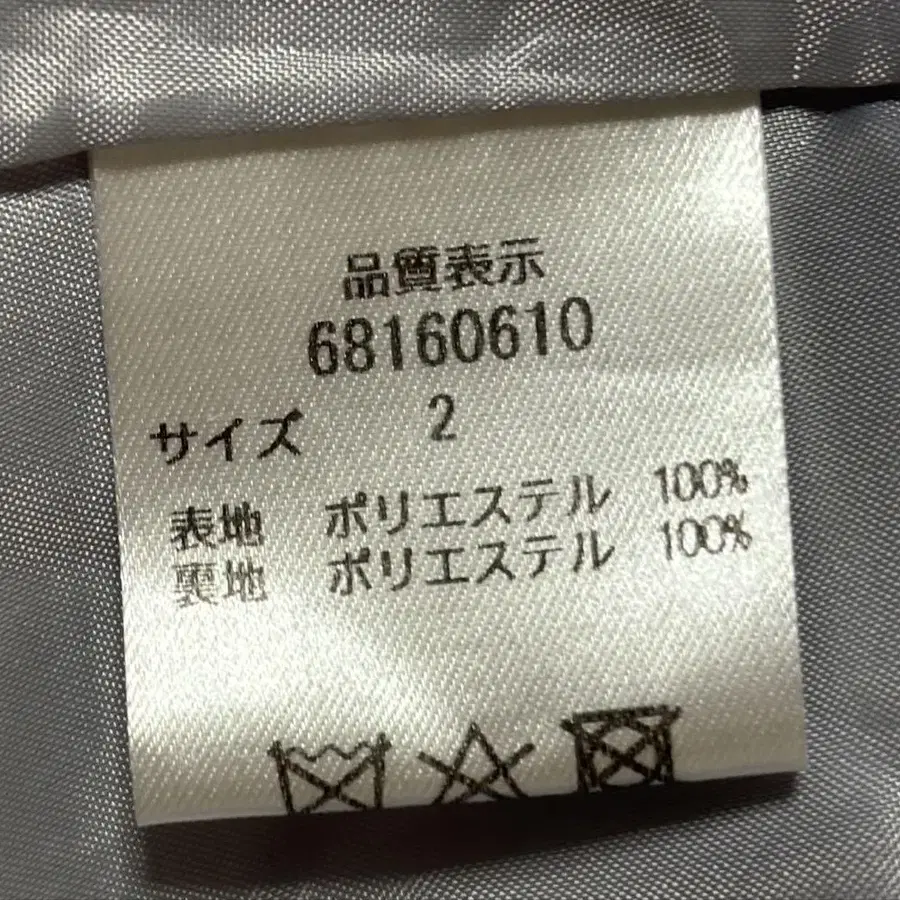 品質表示
68160610
サイズ 2
表地 ポリエステル 100%
裏地 ポリエステル 100%